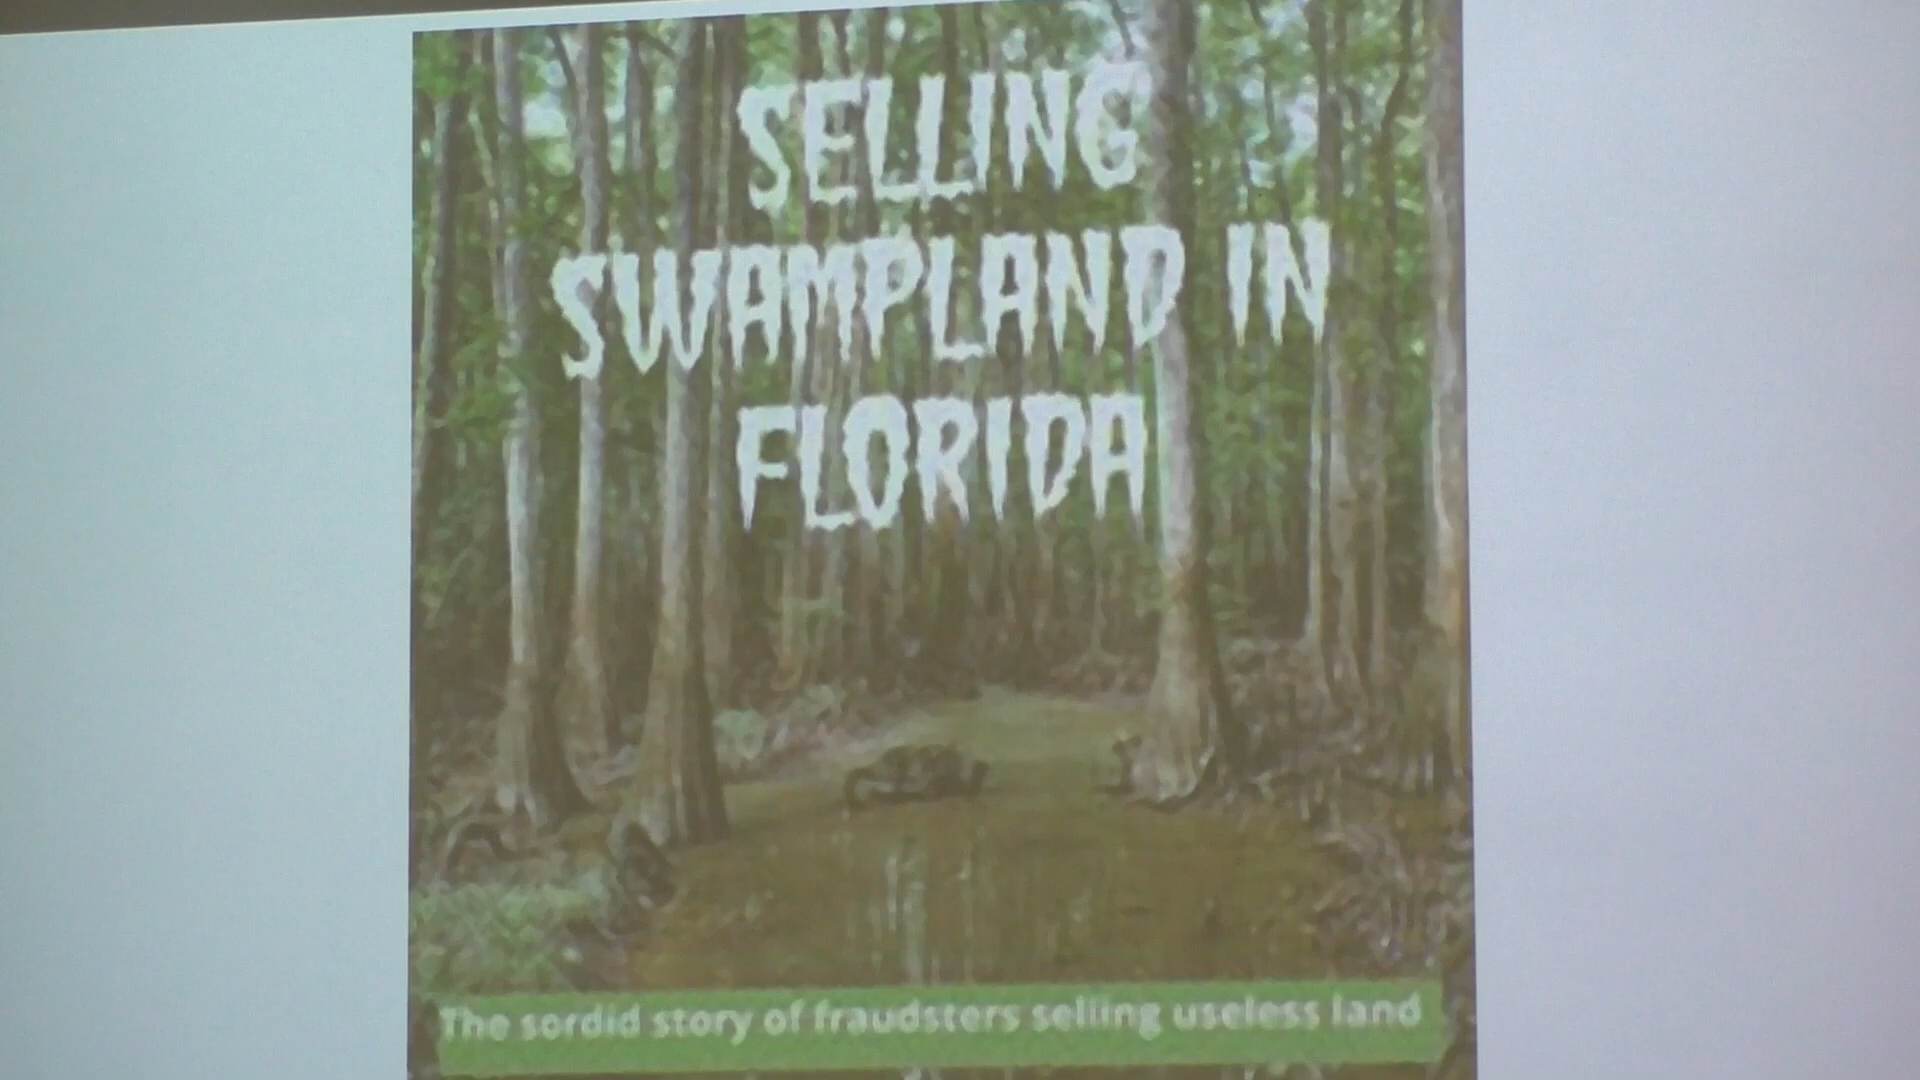 SELLING
SWAMPLAND IN
FLORIDA
The sordid story of fraudsters selling useless land